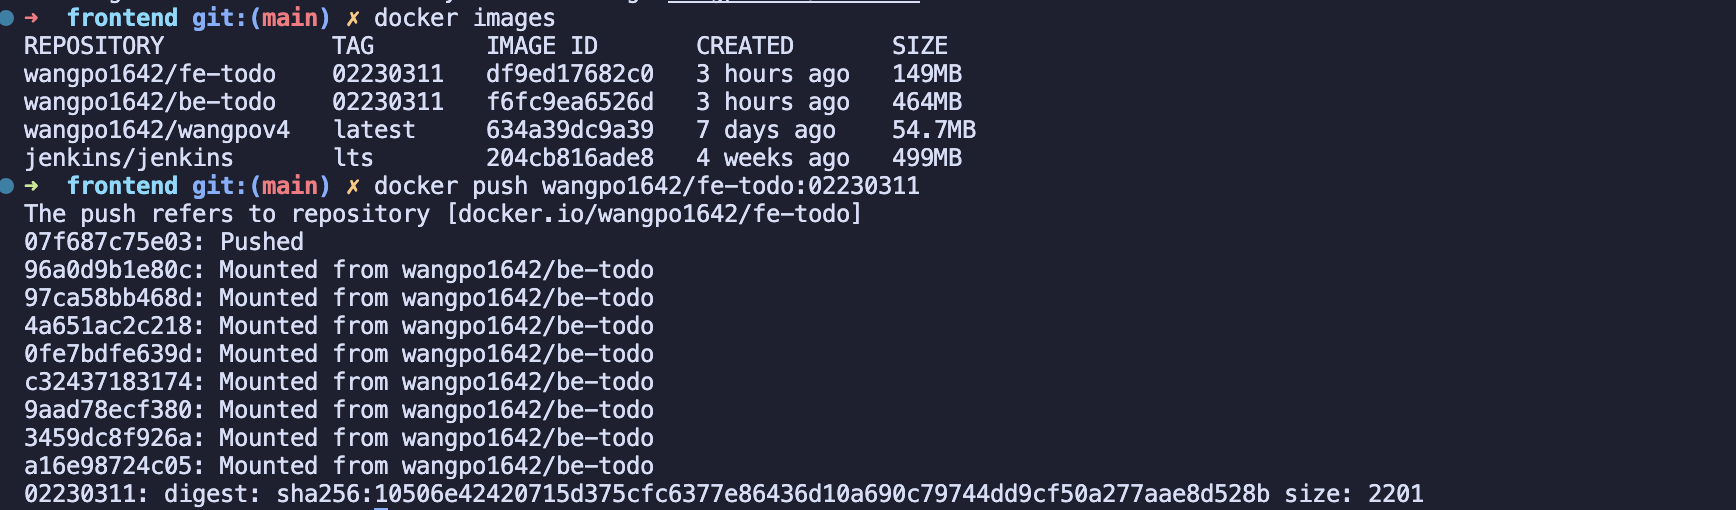 ➜  frontend git:(main) ✗ docker images
REPOSITORY            TAG        IMAGE ID       CREATED       SIZE
wangpo1642/fe-todo    02230311   df9ed17682c0   3 hours ago   149MB
wangpo1642/be-todo    02230311   f6fc9ea6526d   3 hours ago   464MB
wangpo1642/wangpov4   latest     634a39dc9a39   7 days ago    54.7MB
jenkins/jenkins       lts        204cb816ade8   4 weeks ago   499MB
➜  frontend git:(main) ✗ docker push wangpo1642/fe-todo:02230311
The push refers to repository [docker.io/wangpo1642/fe-todo]
07f687c75e03: Pushed
96a0d9b1e80c: Mounted from wangpo1642/be-todo
97ca58bb468d: Mounted from wangpo1642/be-todo
4a651ac2c218: Mounted from wangpo1642/be-todo
0fe7bdfe639d: Mounted from wangpo1642/be-todo
c32437183174: Mounted from wangpo1642/be-todo
9aad78ecf380: Mounted from wangpo1642/be-todo
3459dc8f926a: Mounted from wangpo1642/be-todo
a16e98724c05: Mounted from wangpo1642/be-todo
02230311: digest: sha256:10506e42420715d375cfc6377e86436d10a690c79744dd9cf50a277aae8d528b size: 2201